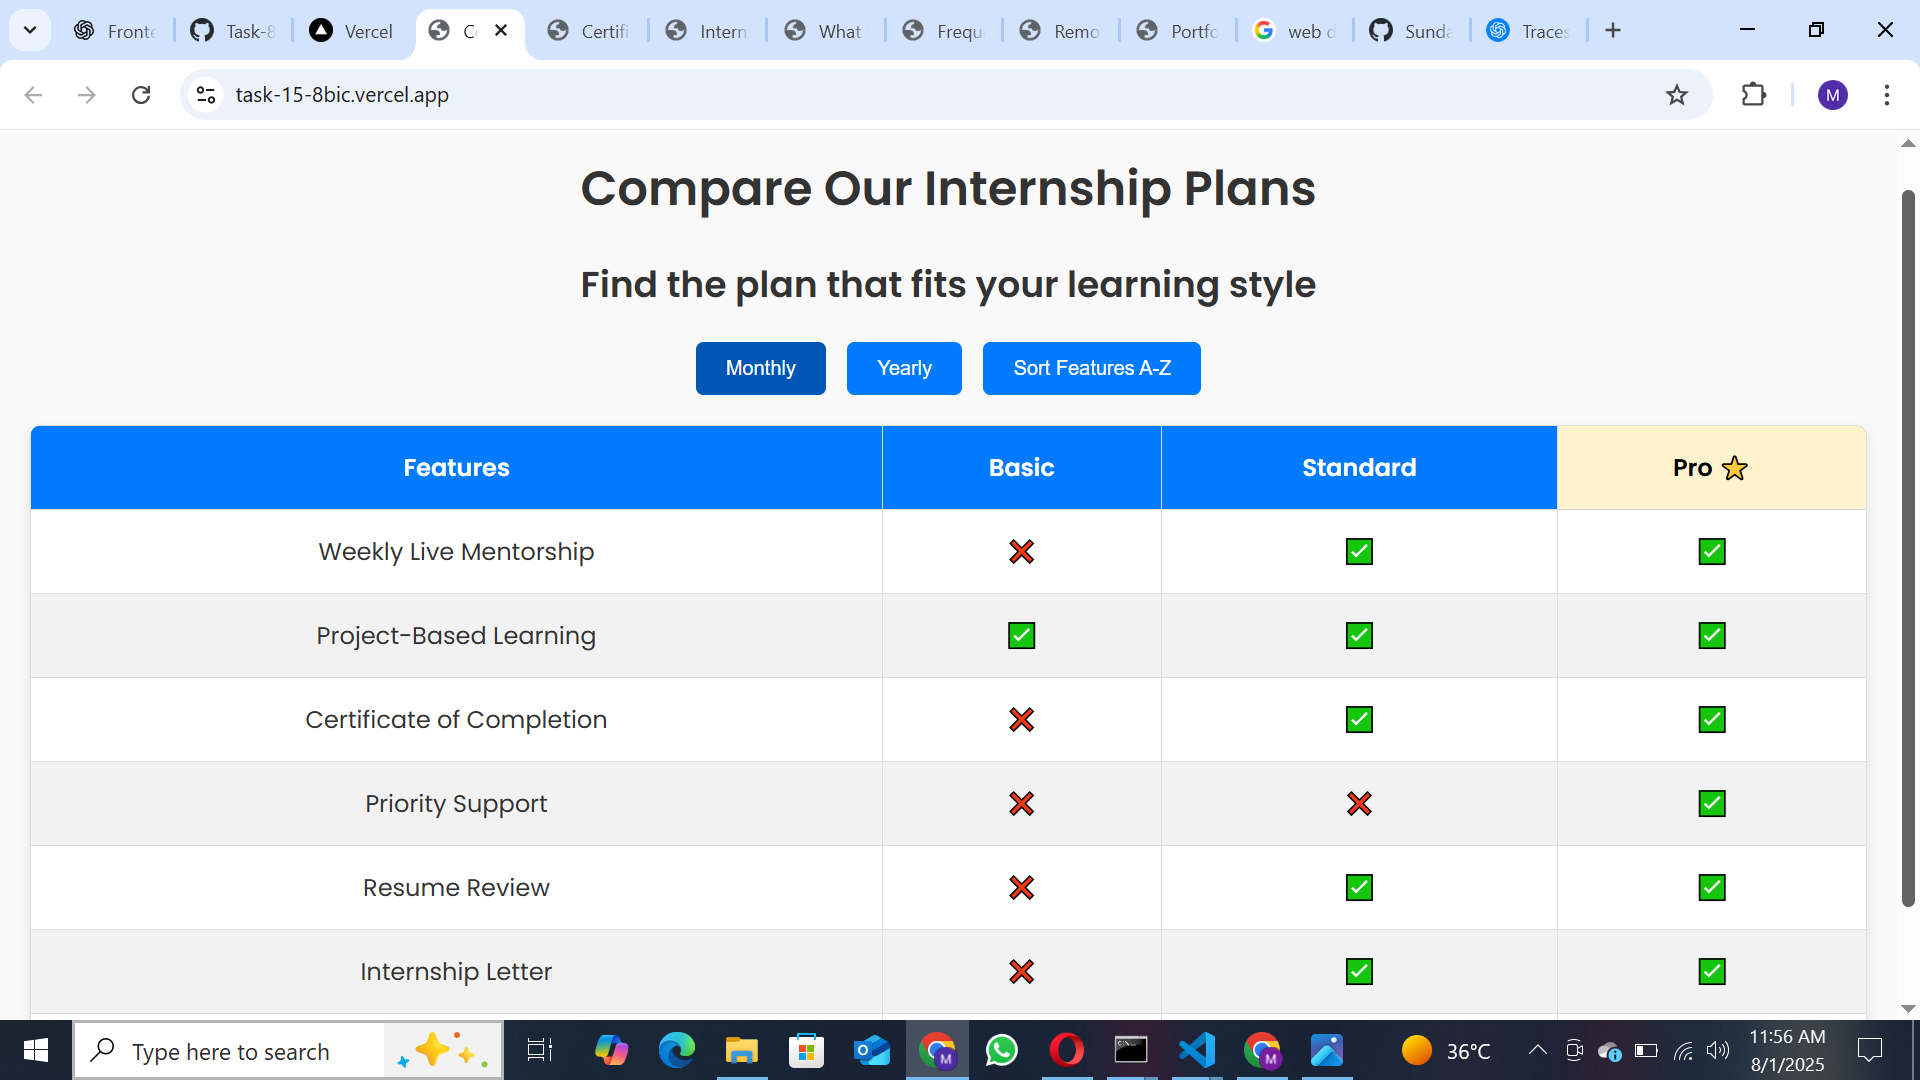 Fronte
Task-8
Vercel
C
Certifi
Intern
What
Frequ
Remo
Portfo
web d
Sunda
Traces
task-15-8bic.vercel.app
M
Compare Our Internship Plans
Find the plan that fits your learning style
Monthly Yearly Sort Features A-Z
Features Basic Standard Pro ⭐
Weekly Live Mentorship ❌ ✅ ✅
Project-Based Learning ✅ ✅ ✅
Certificate of Completion ❌ ✅ ✅
Priority Support ❌ ❌ ✅
Resume Review ❌ ✅ ✅
Internship Letter ❌ ✅ ✅
Type here to search
36°C
11:56 AM
8/1/2025